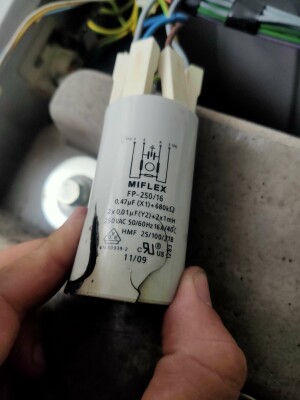 MIFLEX
FP-250/16
0,47µF(X1)+680kΩ
2x0,01µF(Y2)+2x1mH
250VAC 50/60Hz 16A/40°C
HMF 25/100/21B
11/09